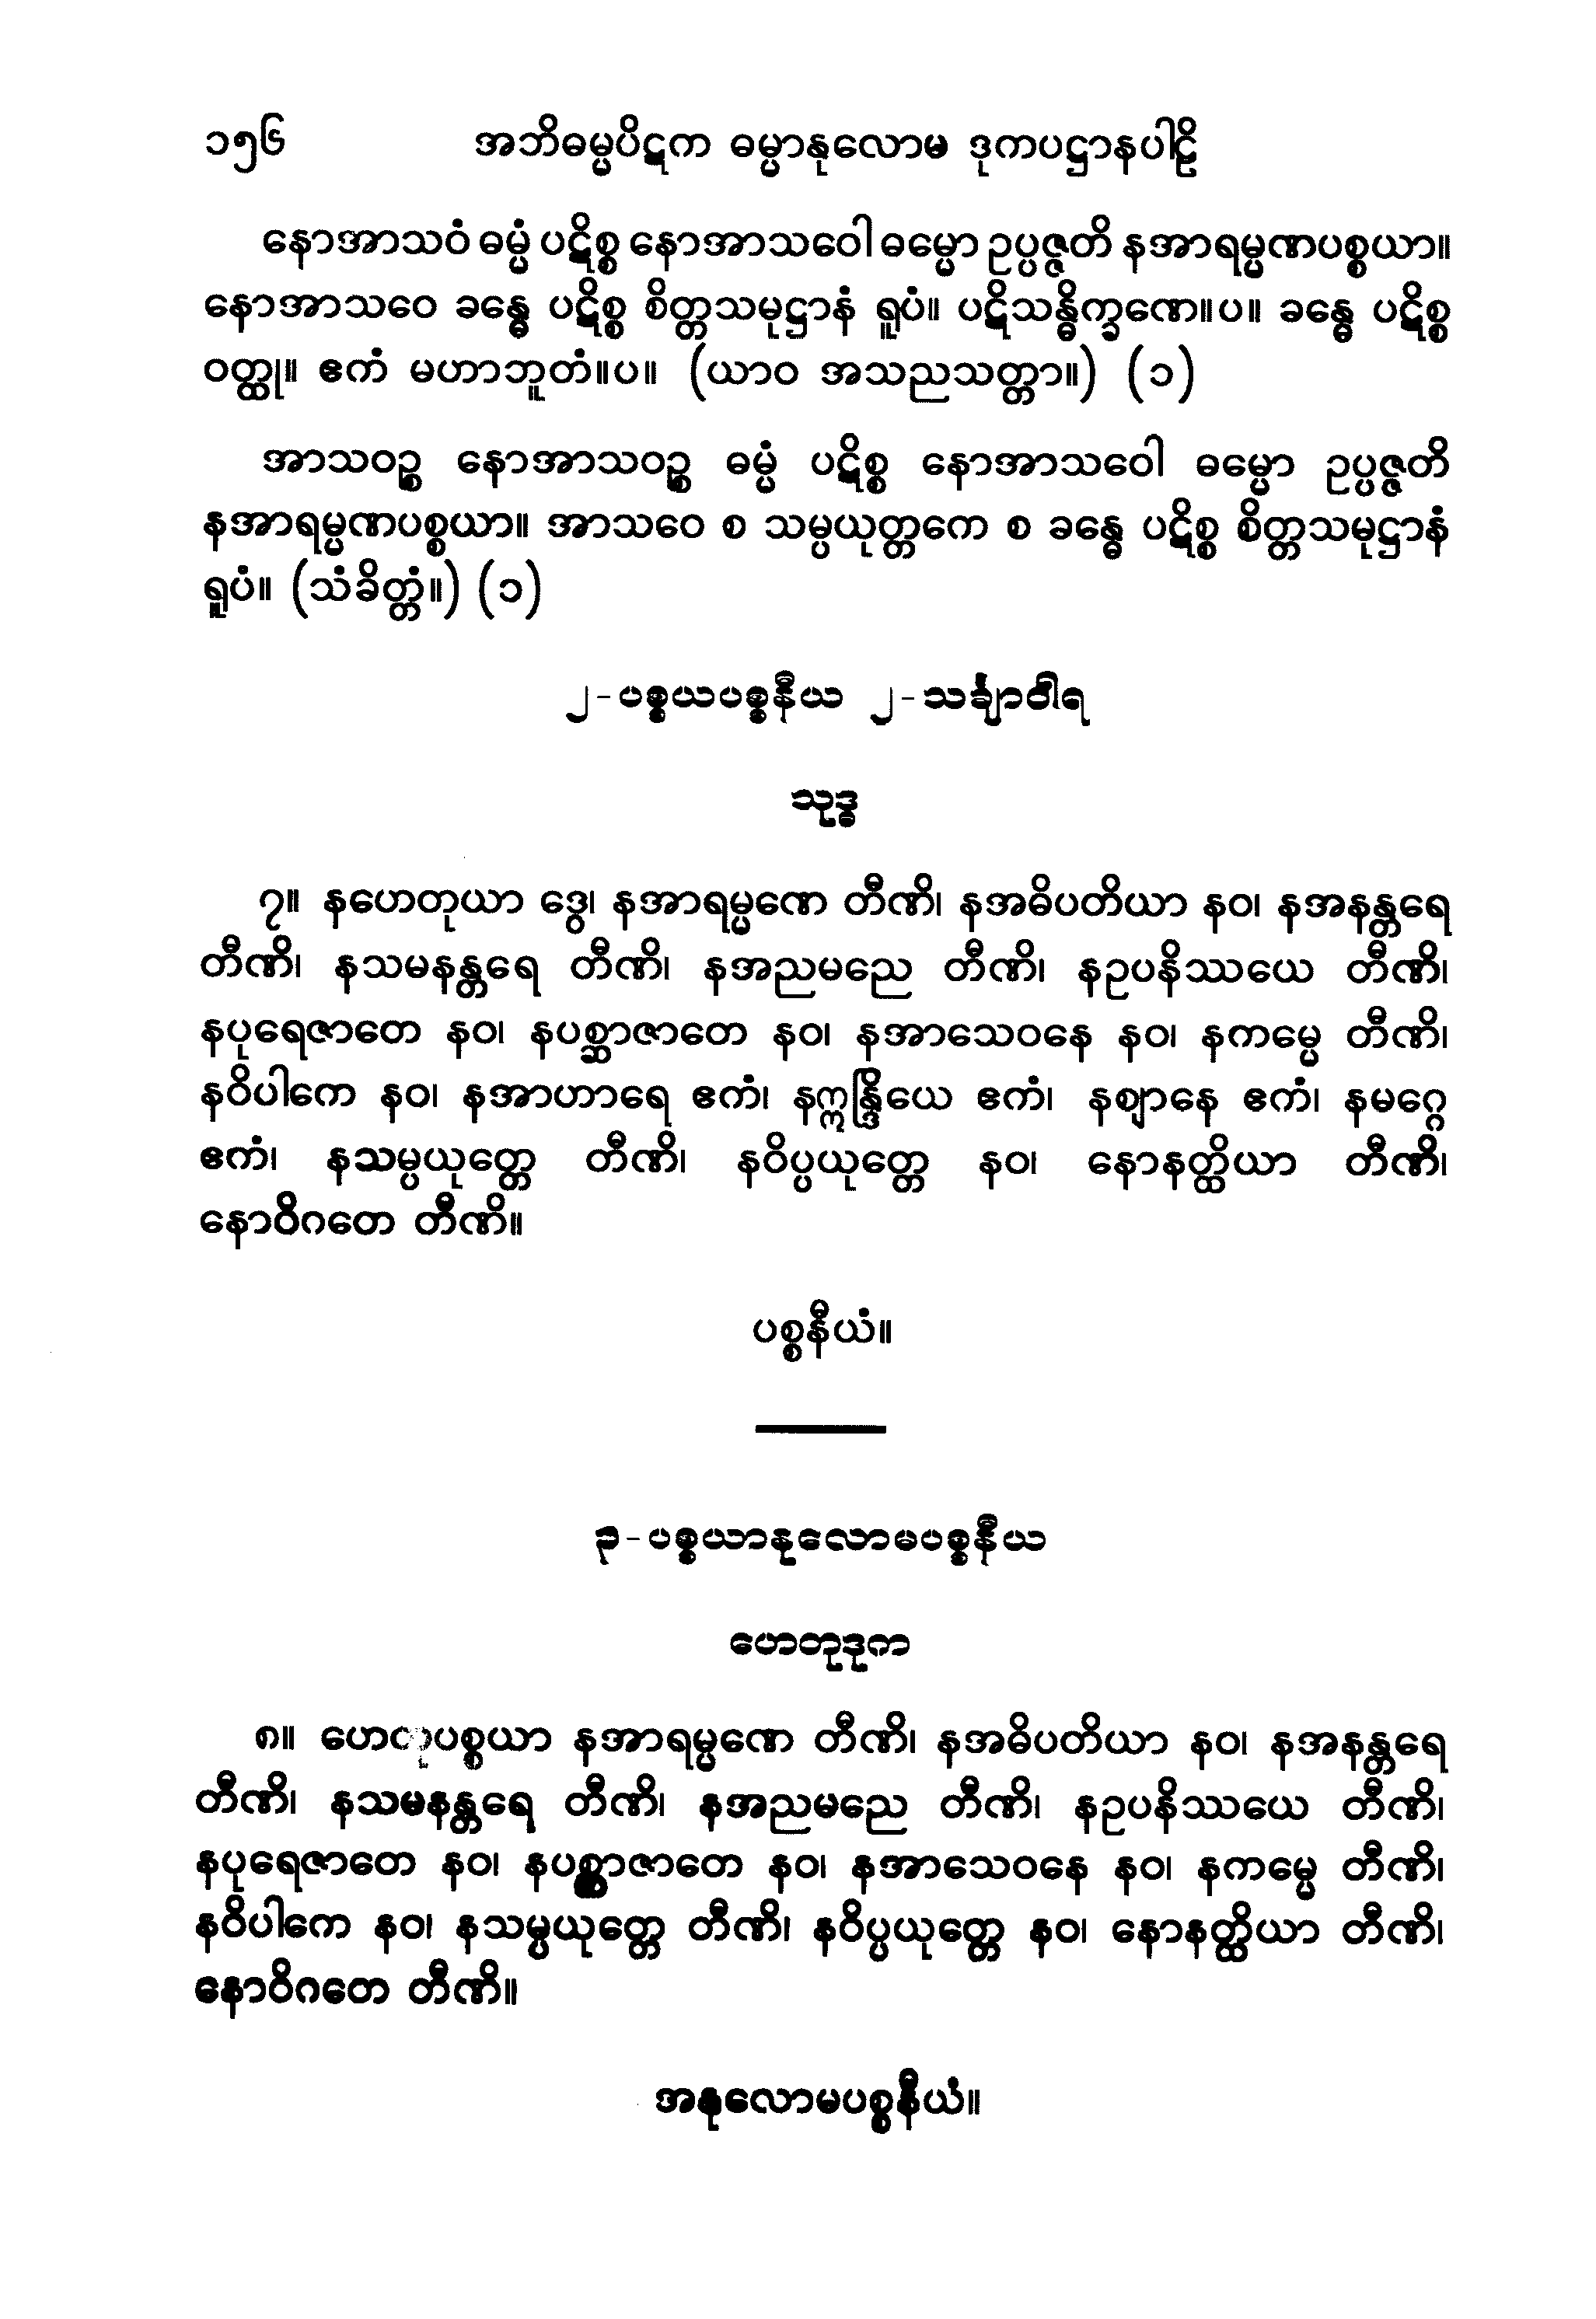 ၁၅၆ အဘိဓမ္မပိဋက ဓမ္မာနုလောမ ဒုကပဋ္ဌာနပါဠိ
နောအာသဝံ ဓမ္မံ ပဋိစ္စ နောအာသဝေါ ဓမ္မော ဥပ္ပဇ္ဇတိ နအာရမ္မဏပစ္စယာ။
နောအာသဝေ ခန္ဓေ ပဋိစ္စ စိတ္တသမုဋ္ဌာနံ ရူပံ။ ပဋိသန္ဓိက္ခဏေ။ပ။ ခန္ဓေ ပဋိစ္စ
ဝတ္ထု။ ဧကံ မဟာဘူတံ။ပ။ (ယာဝ အသညသတ္တာ။) (၁)
အာသဝဉ္စ နောအာသဝဉ္စ ဓမ္မံ ပဋိစ္စ နောအာသဝေါ ဓမ္မော ဥပ္ပဇ္ဇတိ
နအာရမ္မဏပစ္စယာ။ အာသဝေ စ သမ္ပယုတ္တကေ စ ခန္ဓေ ပဋိစ္စ စိတ္တသမုဋ္ဌာနံ
ရူပံ။ (သံခိတ္တံ။) (၁)
၂-ပစ္စယပစ္စနီယ ၂-သင်္ချာဝါရ
သုဒ္ဓ
၇။ နဟေတုယာ ဒွေ၊ နအာရမ္မဏေ တီဏိ၊ နအဓိပတိယာ နဝ၊ နအနန္တရေ
တီဏိ၊ နသမနန္တရေ တီဏိ၊ နအညမညေ တီဏိ၊ နဥပနိဿယေ တီဏိ၊
နပုရေဇာတေ နဝ၊ နပစ္ဆာဇာတေ နဝ၊ နအာသေဝနေ နဝ၊ နကမ္မေ တီဏိ၊
နဝိပါကေ နဝ၊ နအာဟာရေ ဧကံ၊ နဣန္ဒြိယေ ဧကံ၊ နဈာနေ ဧကံ၊ နမဂ္ဂေ
ဧကံ၊ နသမ္ပယုတ္တေ တီဏိ၊ နဝိပ္ပယုတ္တေ နဝ၊ နောနတ္ထိယာ တီဏိ၊
နောဝိဂတေ တီဏိ။
ပစ္စနီယံ။
၃-ပစ္စယာနုလောမပစ္စနီယ
ဟေတုဒုက
၈။ ဟေတုပစ္စယာ နအာရမ္မဏေ တီဏိ၊ နအဓိပတိယာ နဝ၊ နအနန္တရေ
တီဏိ၊ နသမနန္တရေ တီဏိ၊ နအညမညေ တီဏိ၊ နဥပနိဿယေ တီဏိ၊
နပုရေဇာတေ နဝ၊ နပစ္ဆာဇာတေ နဝ၊ နအာသေဝနေ နဝ၊ နကမ္မေ တီဏိ၊
နဝိပါကေ နဝ၊ နသမ္ပယုတ္တေ တီဏိ၊ နဝိပ္ပယုတ္တေ နဝ၊ နောနတ္ထိယာ တီဏိ၊
နောဝိဂတေ တီဏိ။
အနုလောမပစ္စနီယံ။